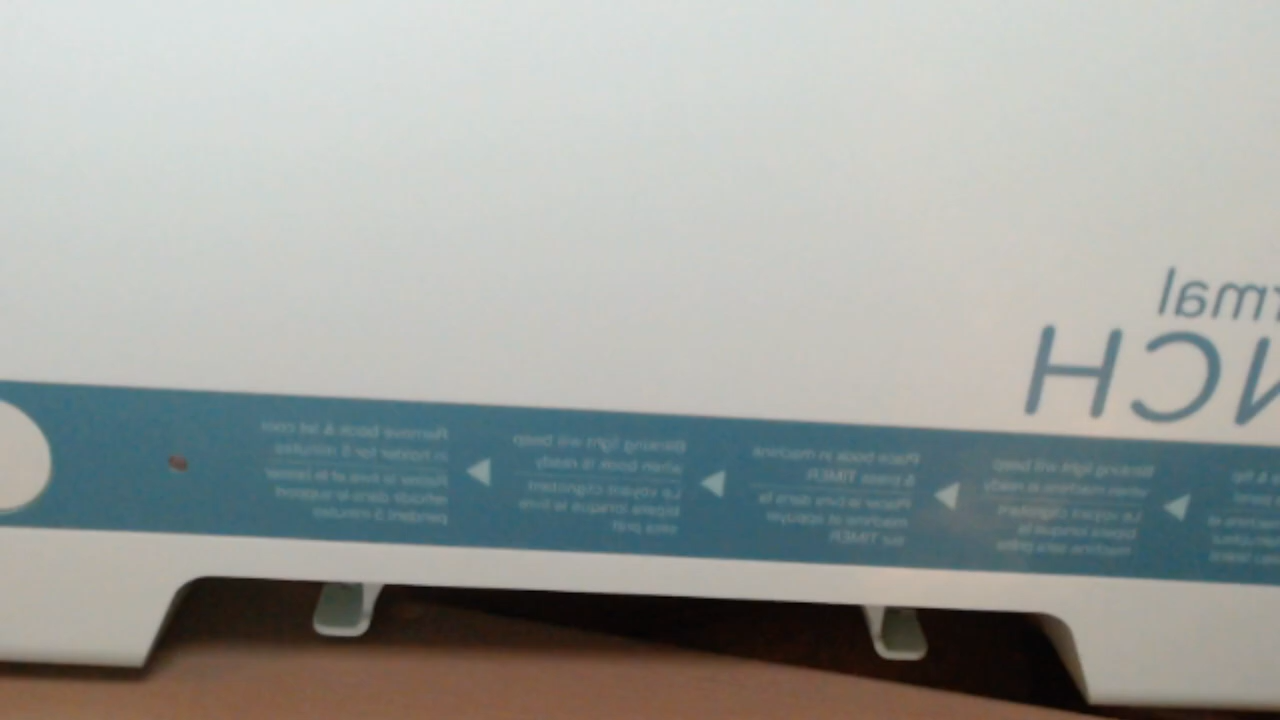 rmal
NCH
Blinking light will beep
when machine is ready
Le voyant clignotant
bipera lorsque la
machine sera prête
Place book in machine
& press TIMER
Placer le livre dans la
machine et appuyer
sur TIMER
Blinking light will beep
when book is ready
Le voyant clignotant
bipera lorsque le livre
sera prêt
Remove book & let cool
in holder for 5 minutes
Retirer le livre et le laisser
refroidir dans le support
pendant 5 minutes